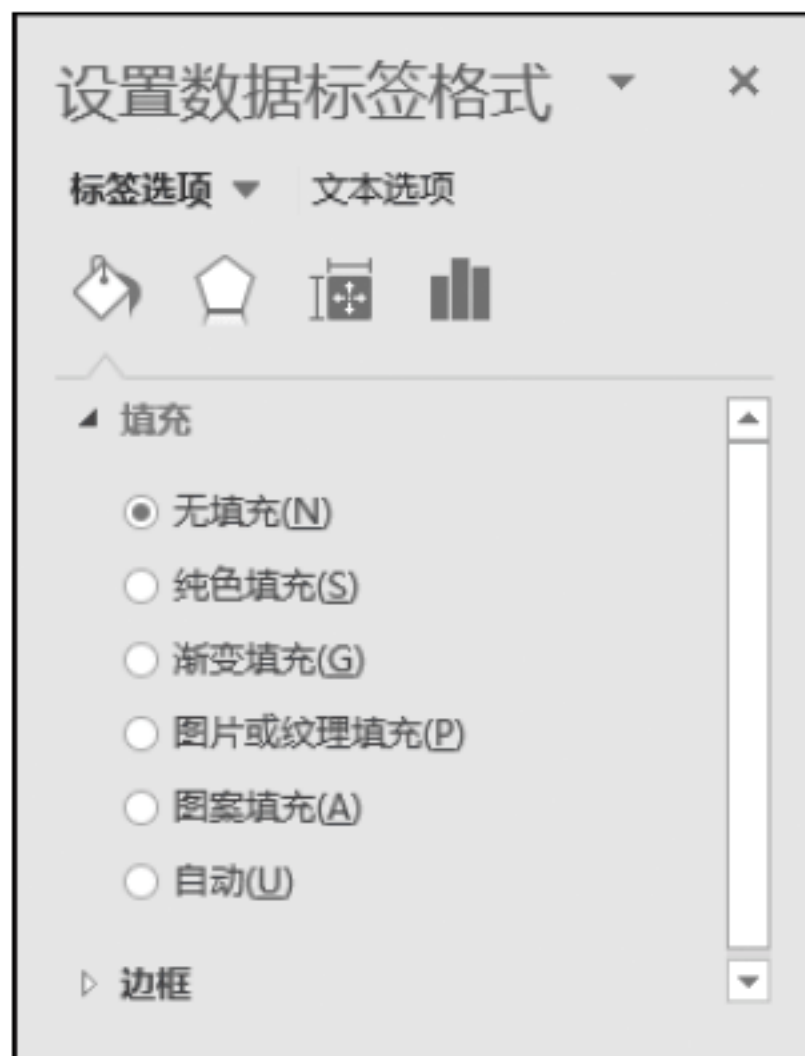 设置数据标签格式
标签选项 文本选项
填充
无填充(N)
纯色填充(S)
渐变填充(G)
图片或纹理填充(P)
图案填充(A)
自动(U)
边框